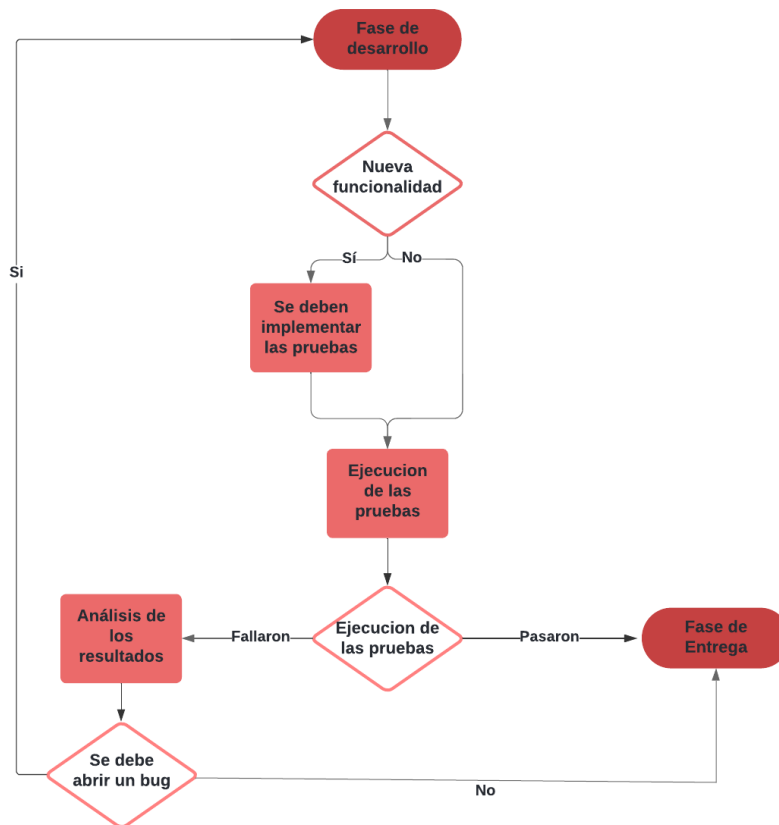 Fase de
desarrollo
Nueva
funcionalidad
Sí
No
Si
Se deben
implementar
las pruebas
Ejecucion
de las
pruebas
Análisis de
los
resultados
Fallaron
Ejecucion de
las pruebas
Pasaron
Fase de
Entrega
Se debe
abrir un bug
No